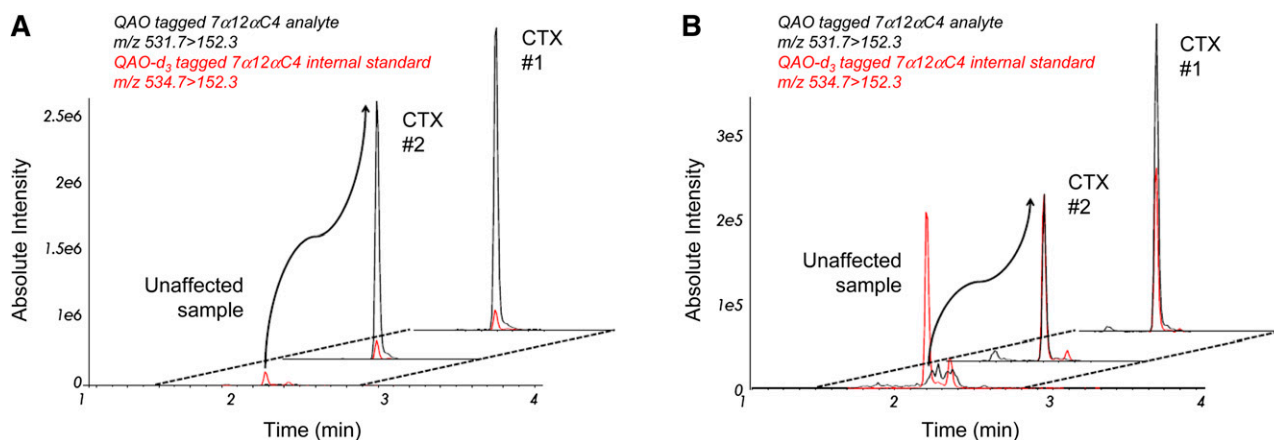 A
QAO tagged 7α12αC4 analyte
m/z 531.7>152.3
QAO-d3 tagged 7α12αC4 internal standard
m/z 534.7>152.3
CTX
#1
CTX
#2
Unaffected
sample
Absolute Intensity
2.5e6
2e6
1.5e6
1e6
0
1
2
3
4
Time (min)
B
QAO tagged 7α12αC4 analyte
m/z 531.7>152.3
QAO-d3 tagged 7α12αC4 internal standard
m/z 534.7>152.3
CTX
#1
CTX
#2
Unaffected
sample
Absolute Intensity
3e5
2e5
1e5
0
1
2
3
4
Time (min)